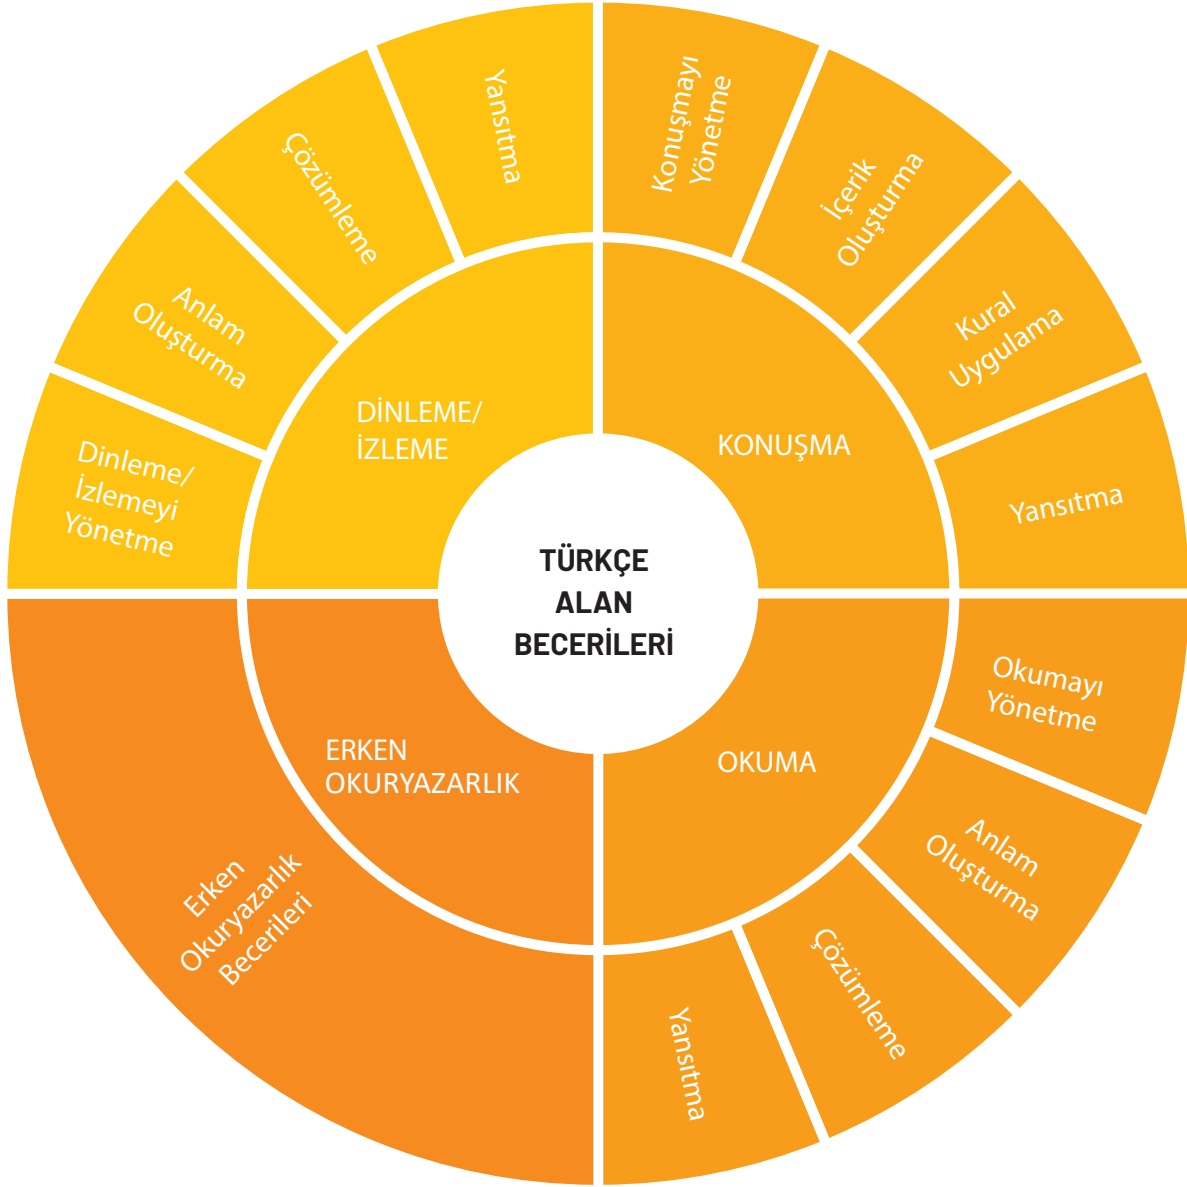 TÜRKÇE
ALAN
BECERİLERİ
DİNLEME/
İZLEME
Dinleme/
İzlemeyi
Yönetme
Anlam
Oluşturma
Çözümleme
Yansıtma
KONUŞMA
Konuşmayı
Yönetme
İçerik
Oluşturma
Kural
Uygulama
Yansıtma
OKUMA
Okumayı
Yönetme
Anlam
Oluşturma
Çözümleme
Yansıtma
ERKEN
OKURYAZARLIK
Erken
Okuryazarlık
Becerileri